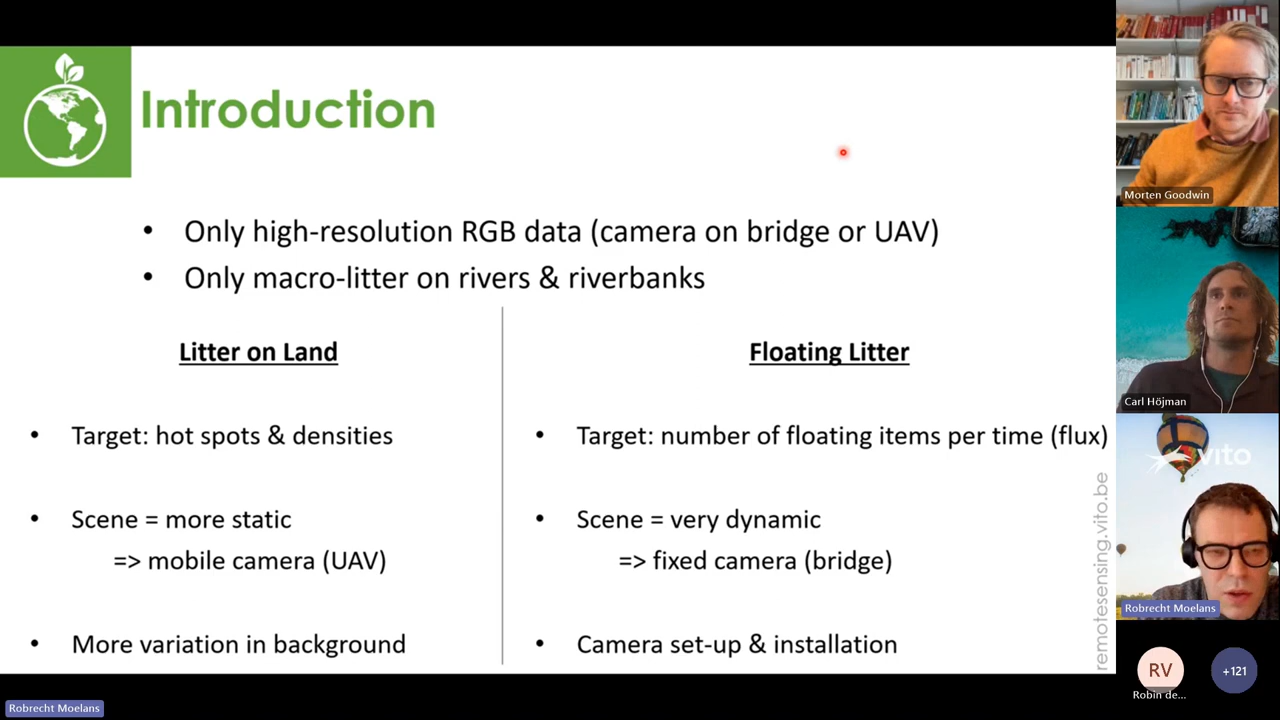 Introduction
• Only high-resolution RGB data (camera on bridge or UAV)
• Only macro-litter on rivers & riverbanks
Litter on Land
• Target: hot spots & densities
• Scene = more static
=> mobile camera (UAV)
• More variation in background
Floating Litter
• Target: number of floating items per time (flux)
• Scene = very dynamic
=> fixed camera (bridge)
• Camera set-up & installation
remotesensing.vito.be
Morten Goodwin
Carl Höjman
vito
Robrecht Moelans
RV
Robin de...
+121
Robrecht Moelans